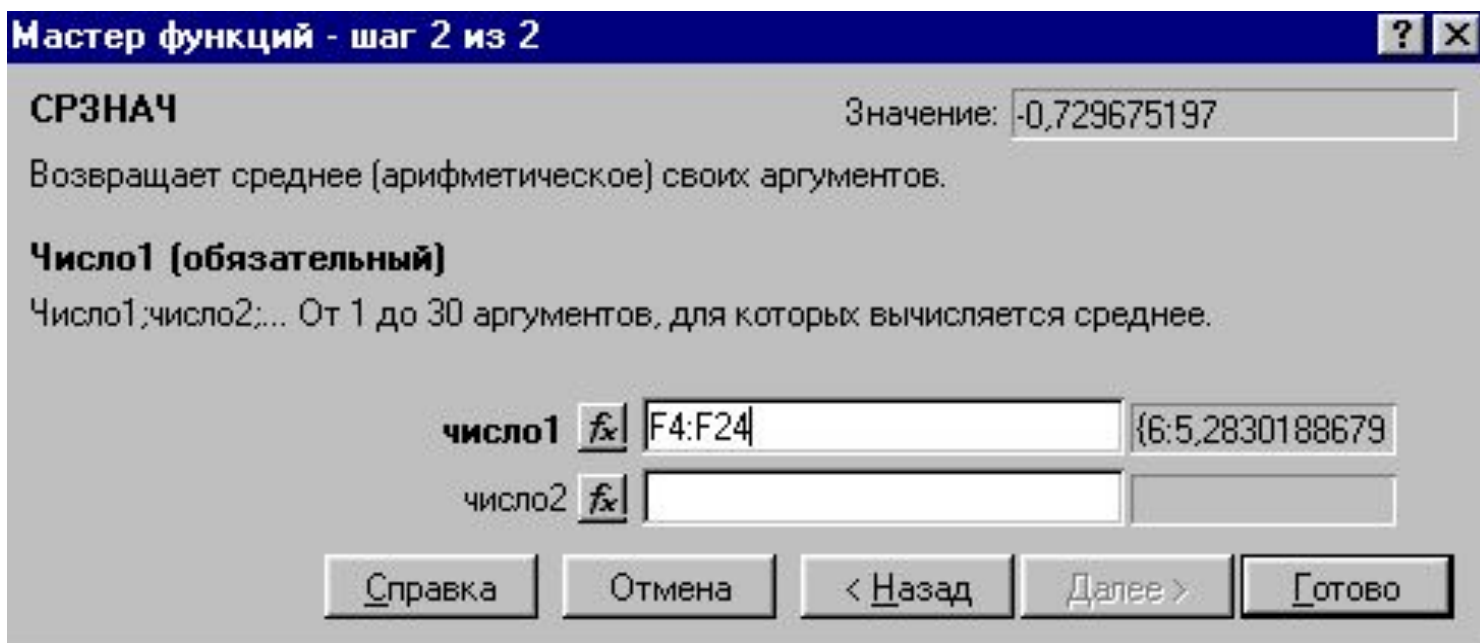 Мастер функций - шаг 2 из 2
СРЗНАЧ
Значение: -0,729675197
Возвращает среднее (арифметическое) своих аргументов.
Число1 (обязательный)
Число1;число2;... От 1 до 30 аргументов, для которых вычисляется среднее.
число1 fx F4:F24 {6:5,2830188679
число2 fx
Справка Отмена < Назад Далее > Готово